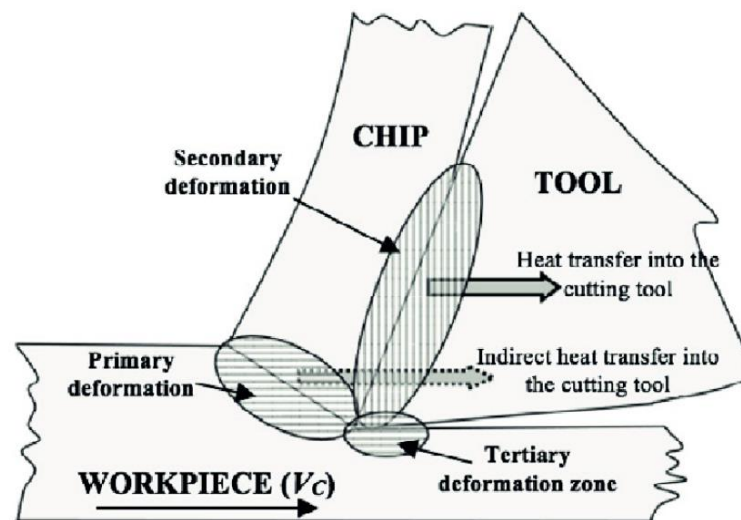 CHIP
Secondary
deformation
TOOL
Heat transfer into the
cutting tool
Primary
deformation
Indirect heat transfer into
the cutting tool
Tertiary
deformation zone
WORKPIECE (VC)